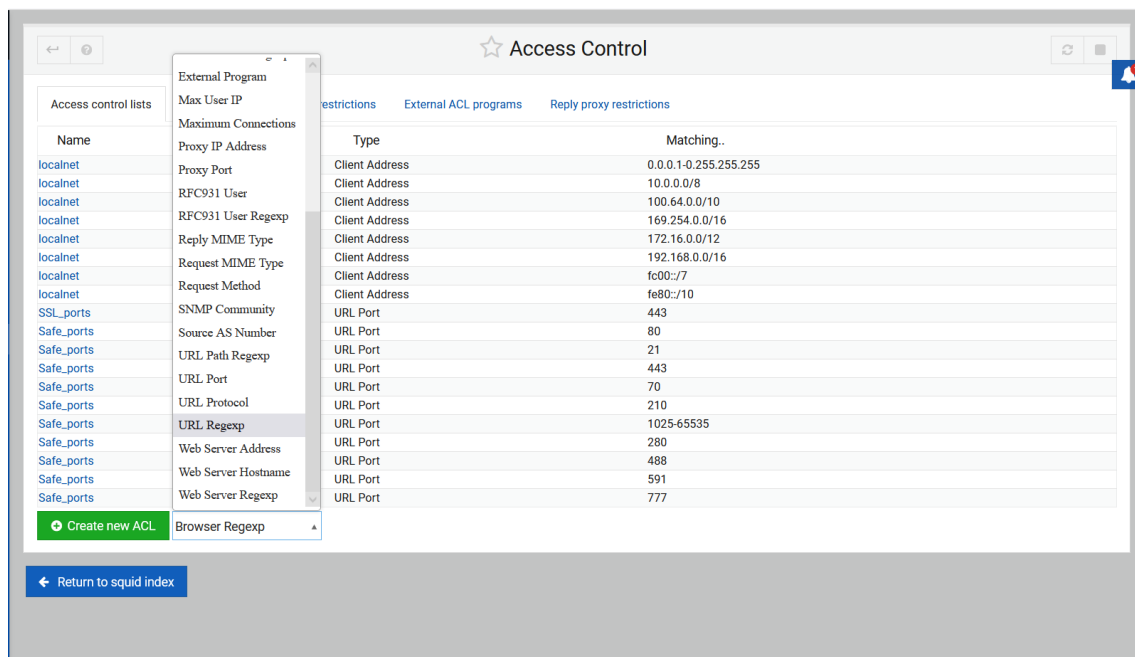 Access Control
Access control lists
restrictions
External ACL programs
Reply proxy restrictions
Name Type Matching..
localnet Client Address 0.0.0.1-0.255.255.255
localnet Client Address 10.0.0.0/8
localnet Client Address 100.64.0.0/10
localnet Client Address 169.254.0.0/16
localnet Client Address 172.16.0.0/12
localnet Client Address 192.168.0.0/16
localnet Client Address fc00::/7
localnet Client Address fe80::/10
SSL_ports URL Port 443
Safe_ports URL Port 80
Safe_ports URL Port 21
Safe_ports URL Port 443
Safe_ports URL Port 70
Safe_ports URL Port 210
Safe_ports URL Port 1025-65535
Safe_ports URL Port 280
Safe_ports URL Port 488
Safe_ports URL Port 591
Safe_ports URL Port 777
External Program
Max User IP
Maximum Connections
Proxy IP Address
Proxy Port
RFC931 User
RFC931 User Regexp
Reply MIME Type
Request MIME Type
Request Method
SNMP Community
Source AS Number
URL Path Regexp
URL Port
URL Protocol
URL Regexp
Web Server Address
Web Server Hostname
Web Server Regexp
Create new ACL
Browser Regexp
Return to squid index